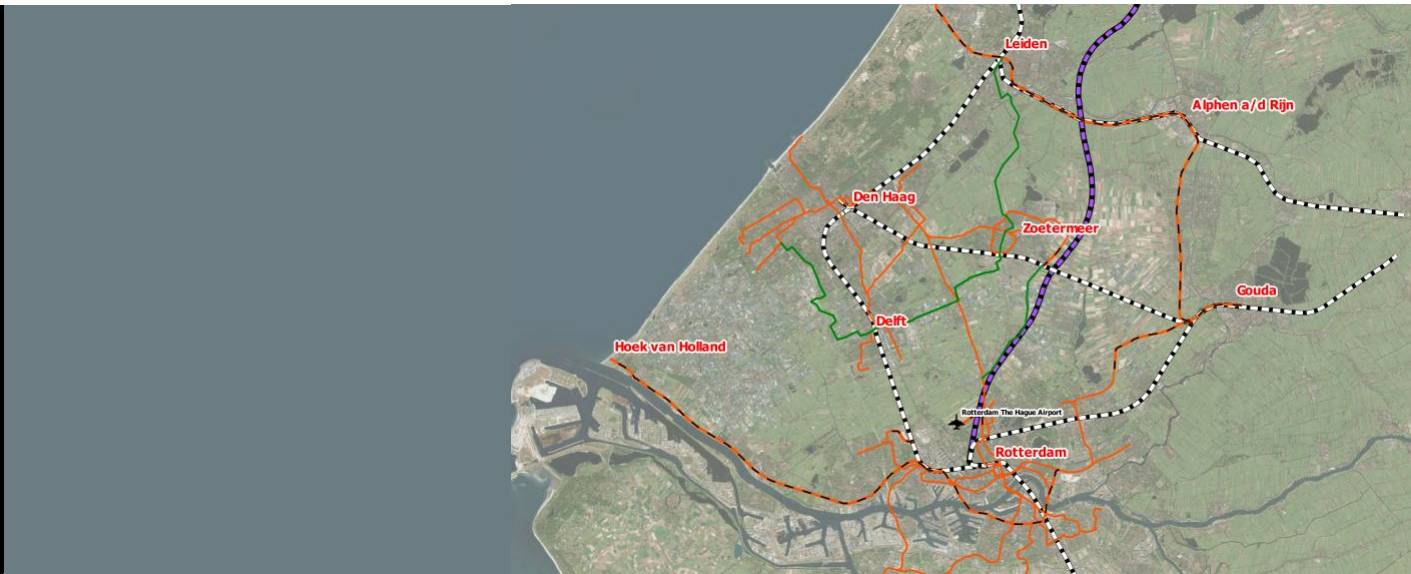 Leiden
Alphen a/d Rijn
Den Haag
Zoetermeer
Gouda
Delft
Hoek van Holland
Rotterdam The Hague Airport
Rotterdam